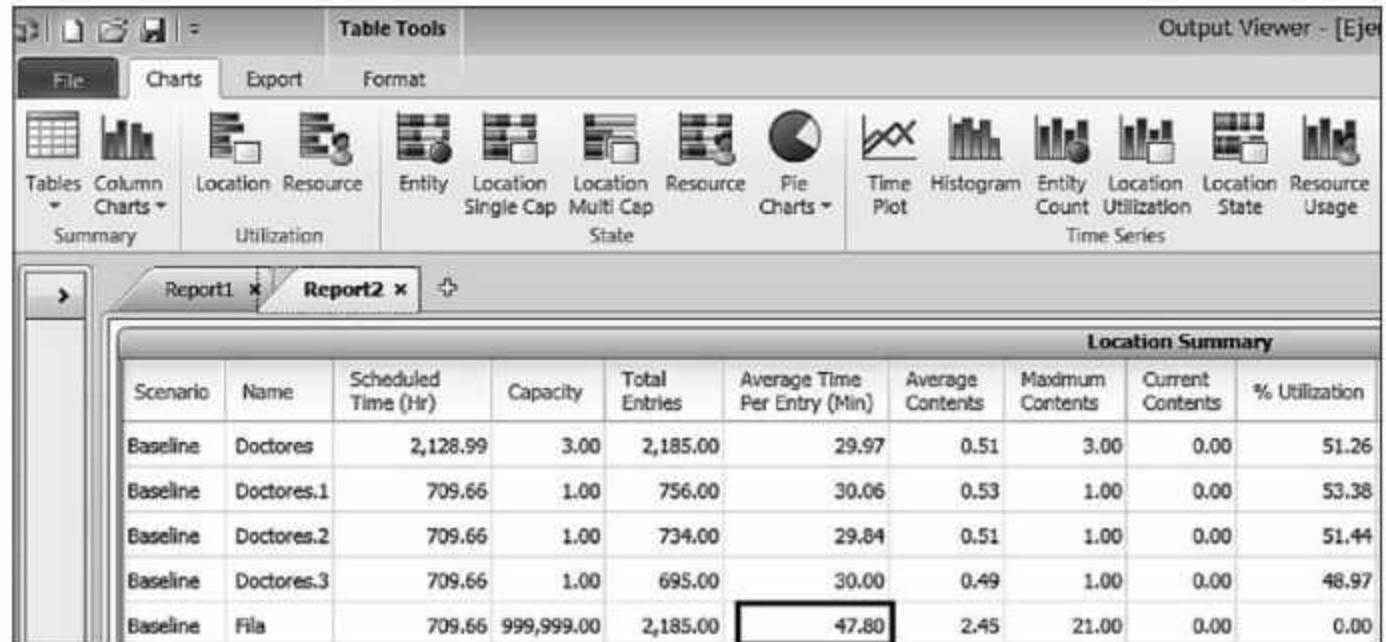 Table Tools
Output Viewer - [Eje
File Charts Export Format
Tables Column Charts Location Resource Entity Location Single Cap Location Multi Cap Resource Pie Charts Time Plot Histogram Entity Count Location Utilization Location State Resource Usage
Summary Utilization State Time Series
Report1 Report2
Location Summary
Scenario Name Scheduled Time (Hr) Capacity Total Entries Average Time Per Entry (Min) Average Contents Maximum Contents Current Contents % Utilization
Baseline Doctores 2,128.99 3.00 2,185.00 29.97 0.51 3.00 0.00 51.26
Baseline Doctores.1 709.66 1.00 756.00 30.06 0.53 1.00 0.00 53.38
Baseline Doctores.2 709.66 1.00 734.00 29.84 0.51 1.00 0.00 51.44
Baseline Doctores.3 709.66 1.00 695.00 30.00 0.49 1.00 0.00 48.97
Baseline Fila 709.66 999,999.00 2,185.00 47.80 2.45 21.00 0.00 0.00